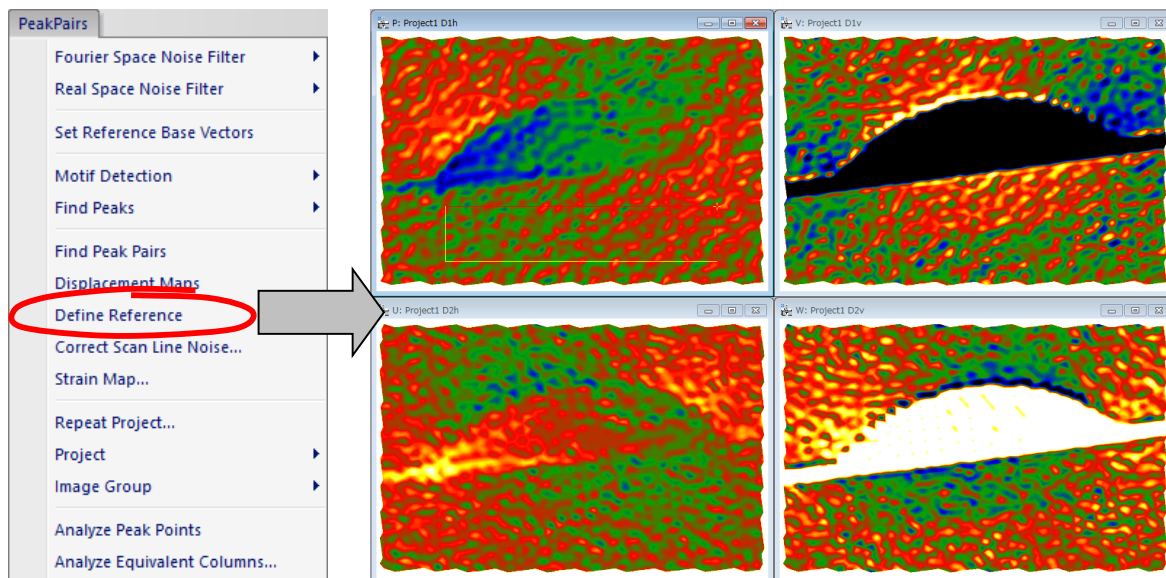 PeakPairs
Fourier Space Noise Filter
Real Space Noise Filter
Set Reference Base Vectors
Motif Detection
Find Peaks
Find Peak Pairs
Displacement Maps
Define Reference
Correct Scan Line Noise...
Strain Map...
Repeat Project...
Project
Image Group
Analyze Peak Points
Analyze Equivalent Columns...
P: Project1 D1h
V: Project1 D1v
U: Project1 D2h
W: Project1 D2v